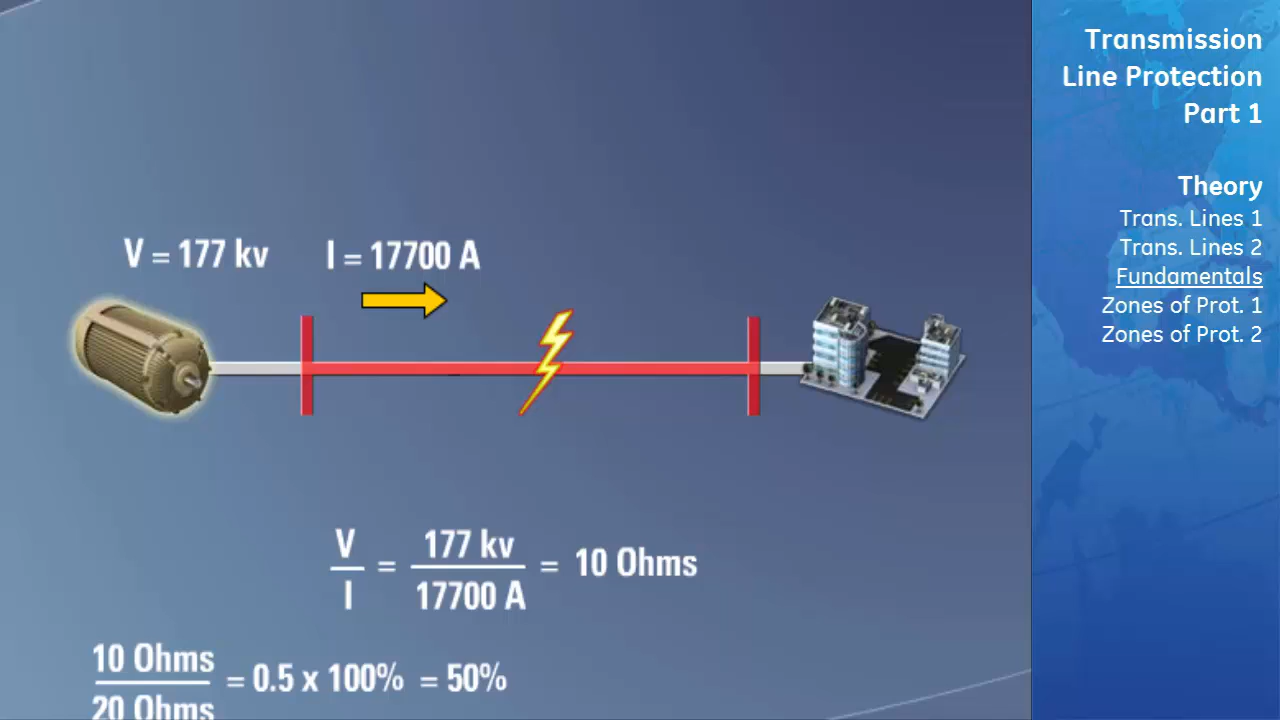 V = 177 kv
I = 17700 A
V/I = 177 kv/17700 A = 10 Ohms
10 Ohms/20 Ohms = 0.5 x 100% = 50%
Transmission
Line Protection
Part 1
Theory
Trans. Lines 1
Trans. Lines 2
Fundamentals
Zones of Prot. 1
Zones of Prot. 2